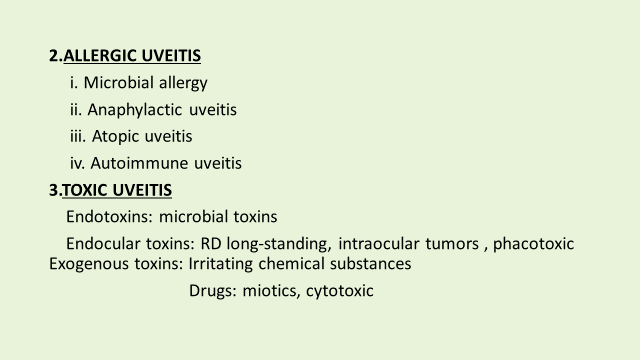 2.ALLERGIC UVEITIS
i. Microbial allergy
ii. Anaphylactic uveitis
iii. Atopic uveitis
iv. Autoimmune uveitis
3.TOXIC UVEITIS
Endotoxins: microbial toxins
Endocular toxins: RD long-standing, intraocular tumors , phacotoxic
Exogenous toxins: Irritating chemical substances
Drugs: miotics, cytotoxic